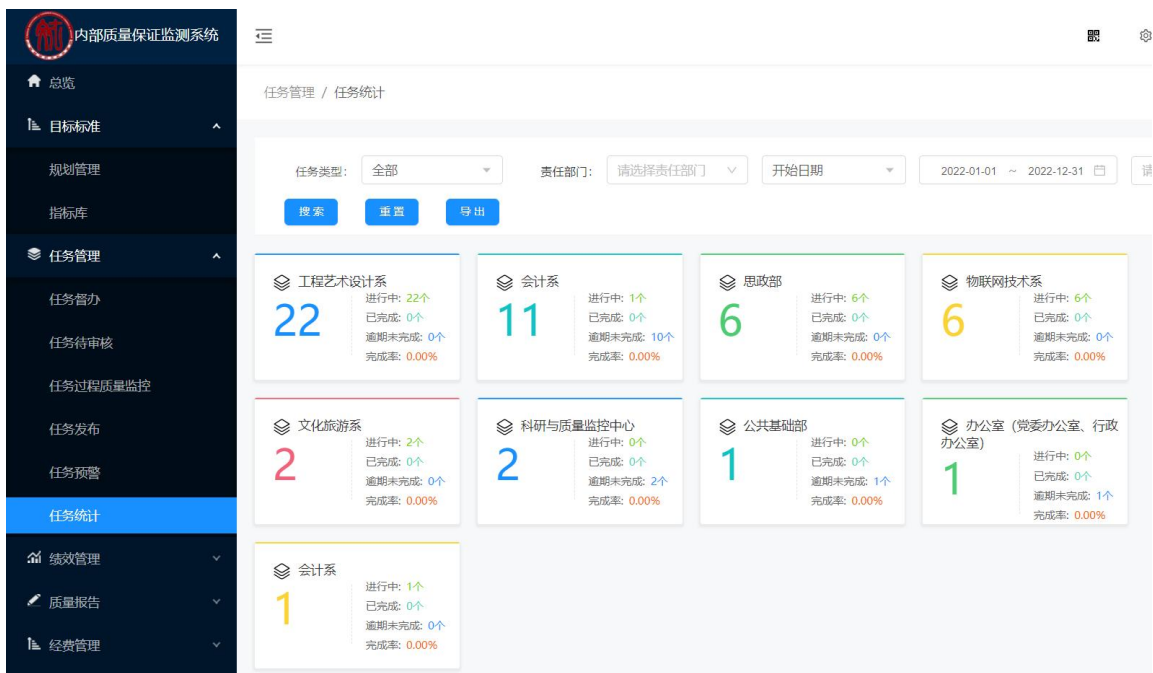 内部质量保证监测系统
总览
目标标准
规划管理
指标库
任务管理
任务督办
任务待审核
任务过程质量监控
任务发布
任务预警
任务统计
绩效管理
质量报告
经费管理
任务管理 / 任务统计
任务类型: 全部 责任部门: 请选择责任部门 开始日期 2022-01-01 ~ 2022-12-31 请
搜索 重置 导出
工程艺术设计系
22
进行中: 22个
已完成: 0个
逾期未完成: 0个
完成率: 0.00%
会计系
11
进行中: 1个
已完成: 0个
逾期未完成: 10个
完成率: 0.00%
思政部
6
进行中: 6个
已完成: 0个
逾期未完成: 0个
完成率: 0.00%
物联网技术系
6
进行中: 6个
已完成: 0个
逾期未完成: 0个
完成率: 0.00%
文化旅游系
2
进行中: 2个
已完成: 0个
逾期未完成: 0个
完成率: 0.00%
科研与质量监控中心
2
进行中: 0个
已完成: 0个
逾期未完成: 2个
完成率: 0.00%
公共基础部
1
进行中: 0个
已完成: 0个
逾期未完成: 1个
完成率: 0.00%
办公室（党委办公室、行政
办公室）
1
进行中: 0个
已完成: 0个
逾期未完成: 1个
完成率: 0.00%
会计系
1
进行中: 1个
已完成: 0个
逾期未完成: 0个
完成率: 0.00%